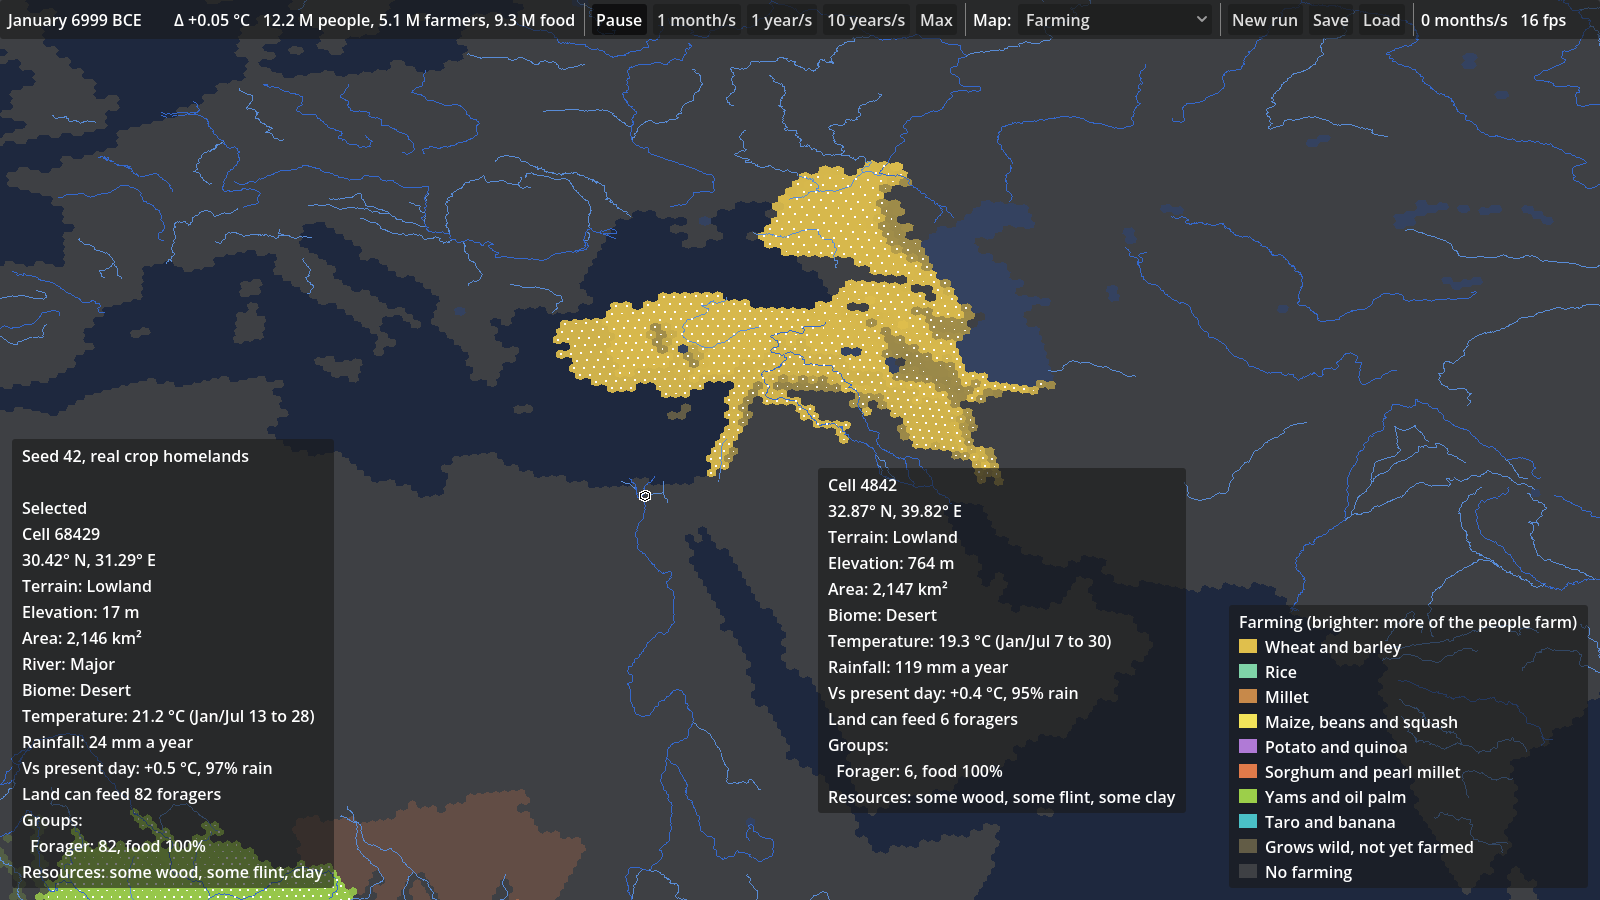 January 6999 BCE
Δ +0.05 °C
12.2 M people, 5.1 M farmers, 9.3 M food
Pause
1 month/s
1 year/s
10 years/s
Max
Map:
Farming
New run
Save
Load
0 months/s
16 fps
Seed 42, real crop homelands
Selected
Cell 68429
30.42° N, 31.29° E
Terrain: Lowland
Elevation: 17 m
Area: 2,146 km²
River: Major
Biome: Desert
Temperature: 21.2 °C (Jan/Jul 13 to 28)
Rainfall: 24 mm a year
Vs present day: +0.5 °C, 97% rain
Land can feed 82 foragers
Groups:
Forager: 82, food 100%
Resources: some wood, some flint, some clay
Cell 4842
32.87° N, 39.82° E
Terrain: Lowland
Elevation: 764 m
Area: 2,147 km²
Biome: Desert
Temperature: 19.3 °C (Jan/Jul 7 to 30)
Rainfall: 119 mm a year
Vs present day: +0.4 °C, 95% rain
Land can feed 6 foragers
Groups:
Forager: 6, food 100%
Resources: some wood, some flint, some clay
Farming (brighter: more of the people farm)
Wheat and barley
Rice
Millet
Maize, beans and squash
Potato and quinoa
Sorghum and pearl millet
Yams and oil palm
Taro and banana
Grows wild, not yet farmed
No farming